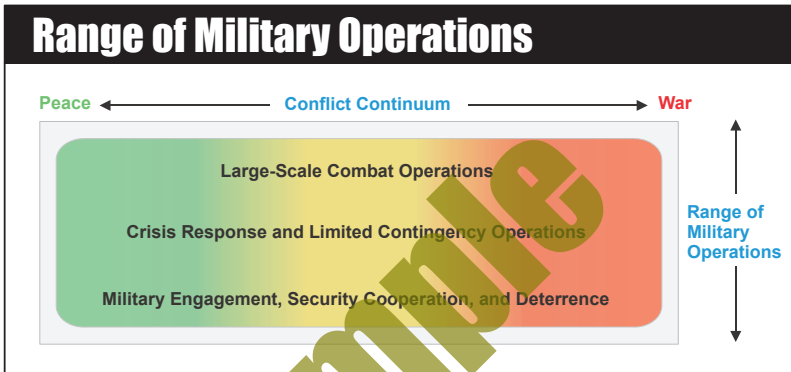 Range of Military Operations
Peace Conflict Continuum War
Large-Scale Combat Operations
Crisis Response and Limited Contingency Operations
Military Engagement, Security Cooperation, and Deterrence
Range of
Military
Operations
mple